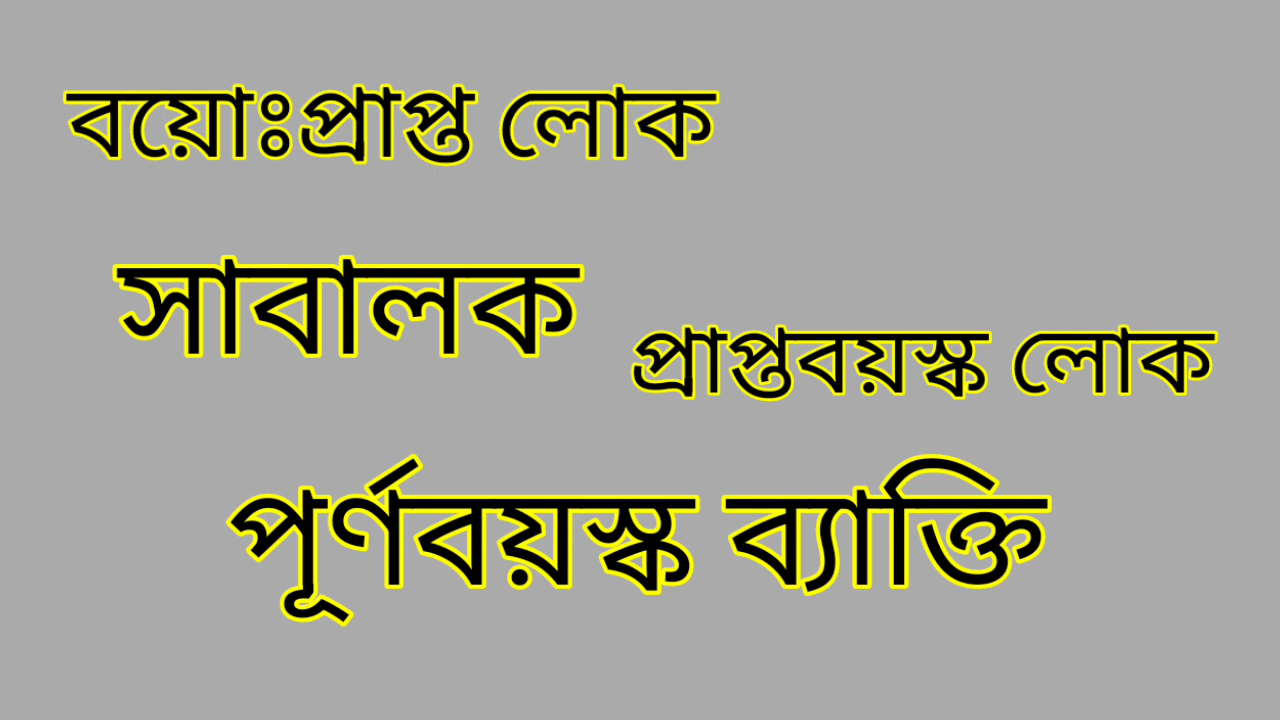 বয়োঃপ্রাপ্ত লোক
সাবালক
প্রাপ্তবয়স্ক লোক
পূর্ণবয়স্ক ব্যাক্তি